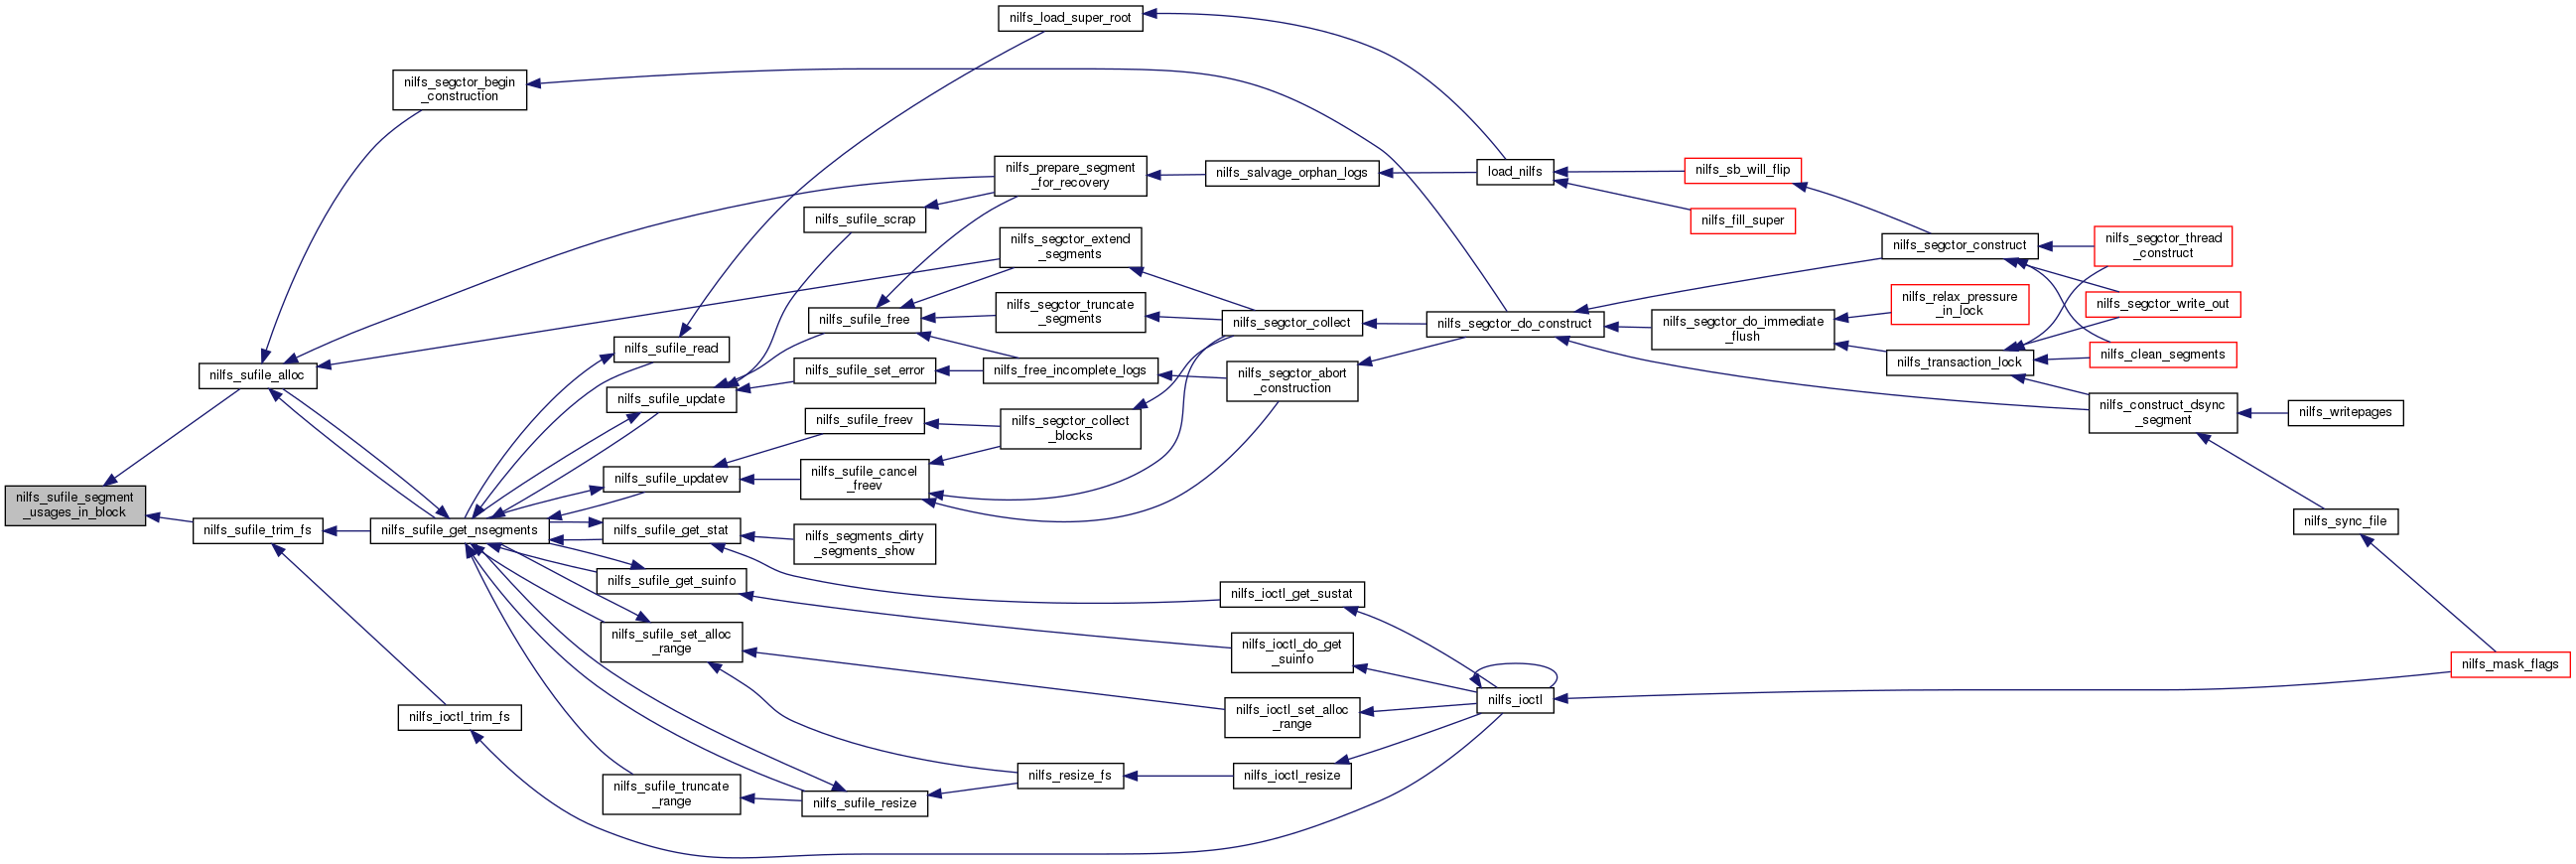 nilfs_load_super_root
nilfs_segctor_begin
_construction
nilfs_prepare_segment
_for_recovery
nilfs_salvage_orphan_logs
load_nilfs
nilfs_sb_will_flip
nilfs_sufile_scrap
nilfs_fill_super
nilfs_segctor_extend
_segments
nilfs_segctor_construct
nilfs_segctor_thread
_construct
nilfs_sufile_free
nilfs_segctor_truncate
_segments
nilfs_segctor_collect
nilfs_segctor_do_construct
nilfs_segctor_do_immediate
_flush
nilfs_relax_pressure
_in_lock
nilfs_segctor_write_out
nilfs_sufile_read
nilfs_transaction_lock
nilfs_clean_segments
nilfs_sufile_alloc
nilfs_sufile_set_error
nilfs_free_incomplete_logs
nilfs_segctor_abort
_construction
nilfs_sufile_update
nilfs_sufile_freev
nilfs_segctor_collect
_blocks
nilfs_construct_dsync
_segment
nilfs_writepages
nilfs_sufile_updatev
nilfs_sufile_cancel
_freev
nilfs_sufile_segment
_usages_in_block
nilfs_sufile_trim_fs
nilfs_sufile_get_nsegments
nilfs_sufile_get_stat
nilfs_segments_dirty
_segments_show
nilfs_sync_file
nilfs_sufile_get_suinfo
nilfs_ioctl_get_sustat
nilfs_sufile_set_alloc
_range
nilfs_ioctl_do_get
_suinfo
nilfs_mask_flags
nilfs_ioctl_trim_fs
nilfs_ioctl_set_alloc
_range
nilfs_ioctl
nilfs_sufile_truncate
_range
nilfs_sufile_resize
nilfs_resize_fs
nilfs_ioctl_resize